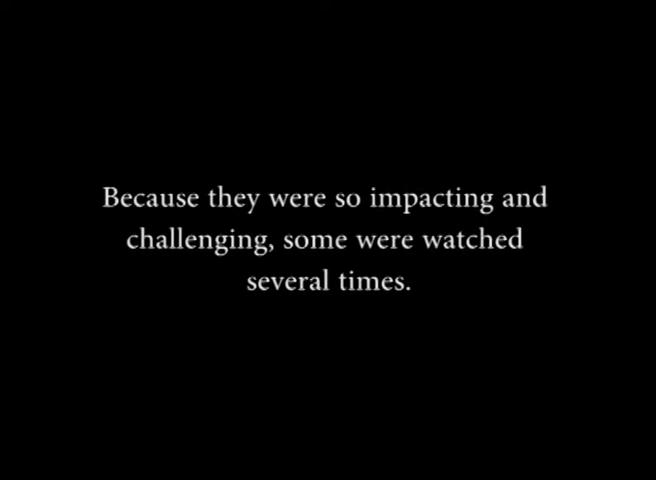 Because they were so impacting and
challenging, some were watched
several times.